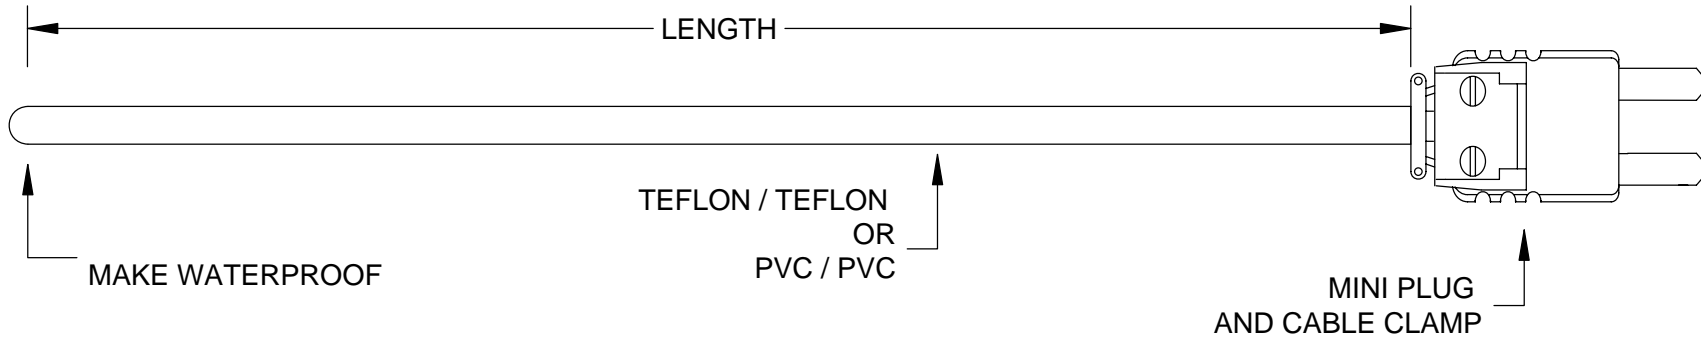 LENGTH
TEFLON / TEFLON
OR
PVC / PVC
MAKE WATERPROOF
MINI PLUG
AND CABLE CLAMP